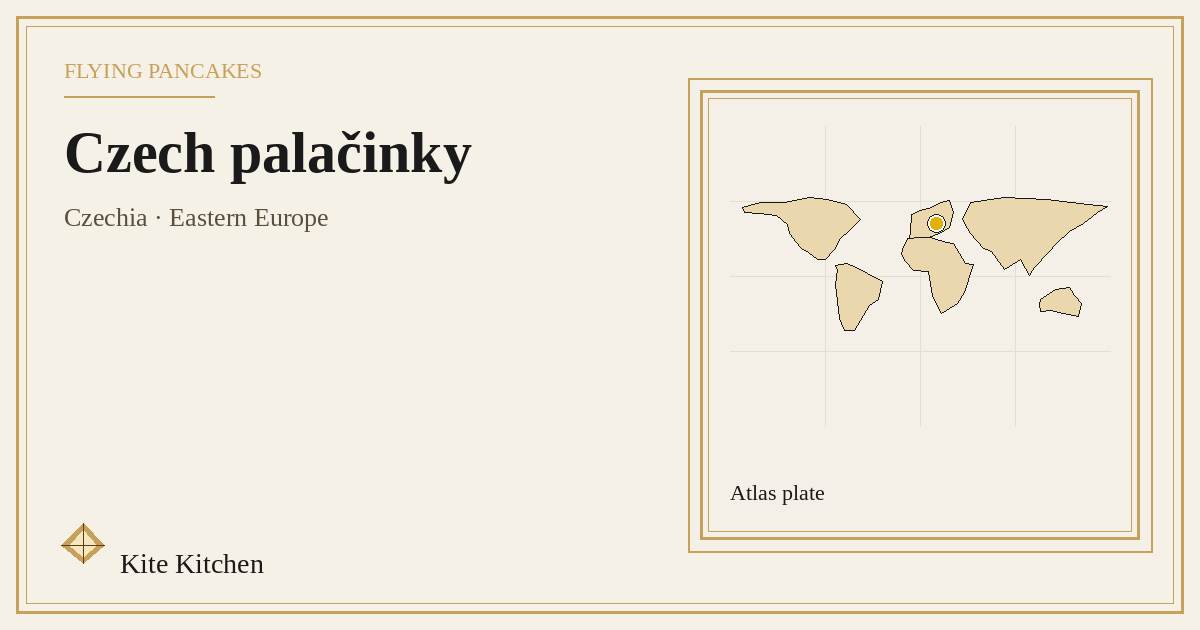 FLYING PANCAKES
Czech palačinky
Czechia · Eastern Europe
Atlas plate
Kite Kitchen